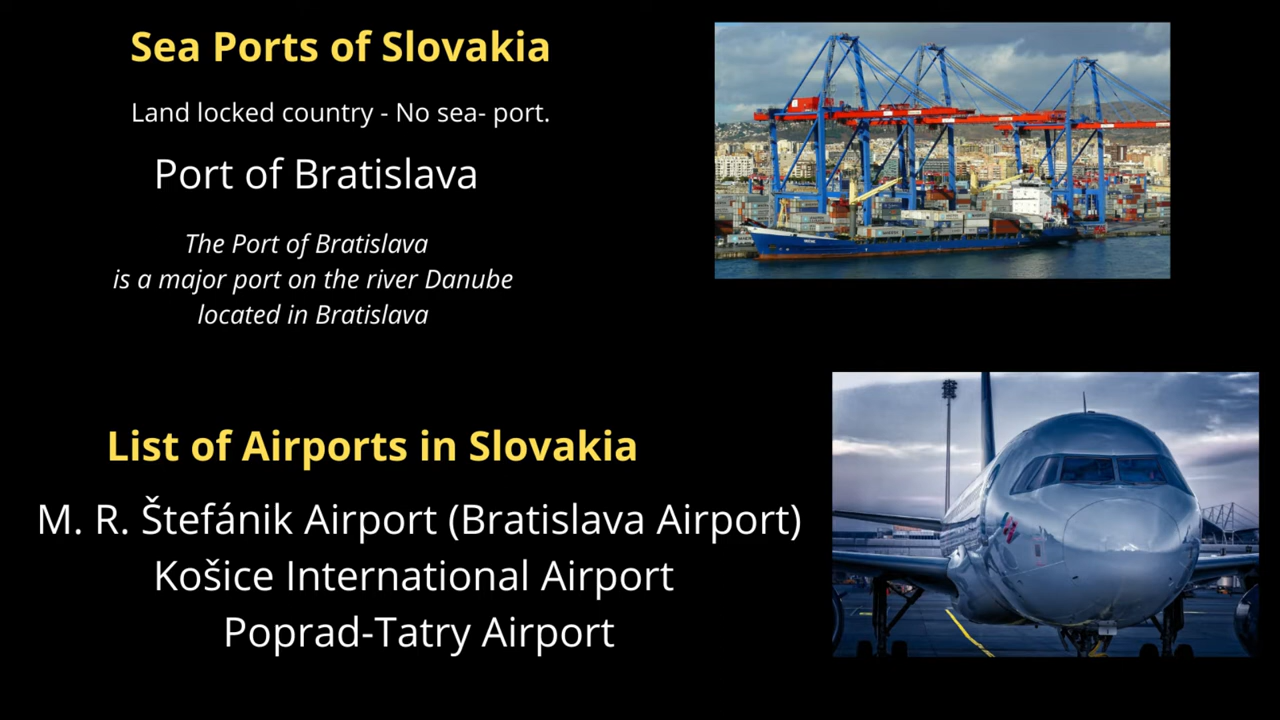 Sea Ports of Slovakia
Land locked country - No sea- port.
Port of Bratislava
The Port of Bratislava
is a major port on the river Danube
located in Bratislava
List of Airports in Slovakia
M. R. Štefánik Airport (Bratislava Airport)
Košice International Airport
Poprad-Tatry Airport